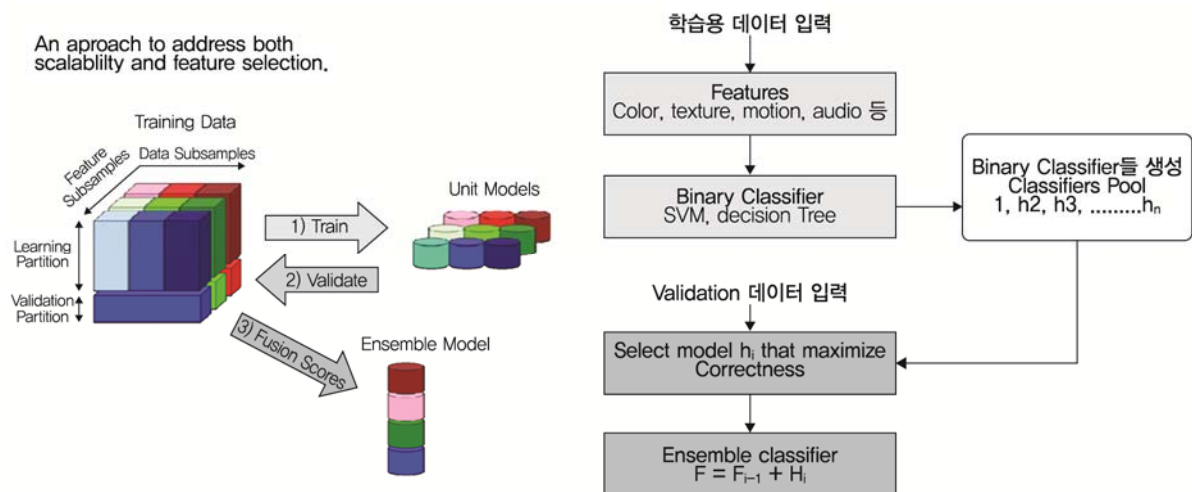 An aproach to address both
scalablilty and feature selection.
Training Data
Data Subsamples
Feature
Subsamples
Learning
Partition
Validation
Partition
1) Train
2) Validate
3) Fusion Scores
Unit Models
Ensemble Model
학습용 데이터 입력
Features
Color, texture, motion, audio 등
Binary Classifier
SVM, decision Tree
Binary Classifier들 생성
Classifiers Pool
1, h2, h3, .........hn
Validation 데이터 입력
Select model hi that maximize
Correctness
Ensemble classifier
F = Fi-1 + Hi